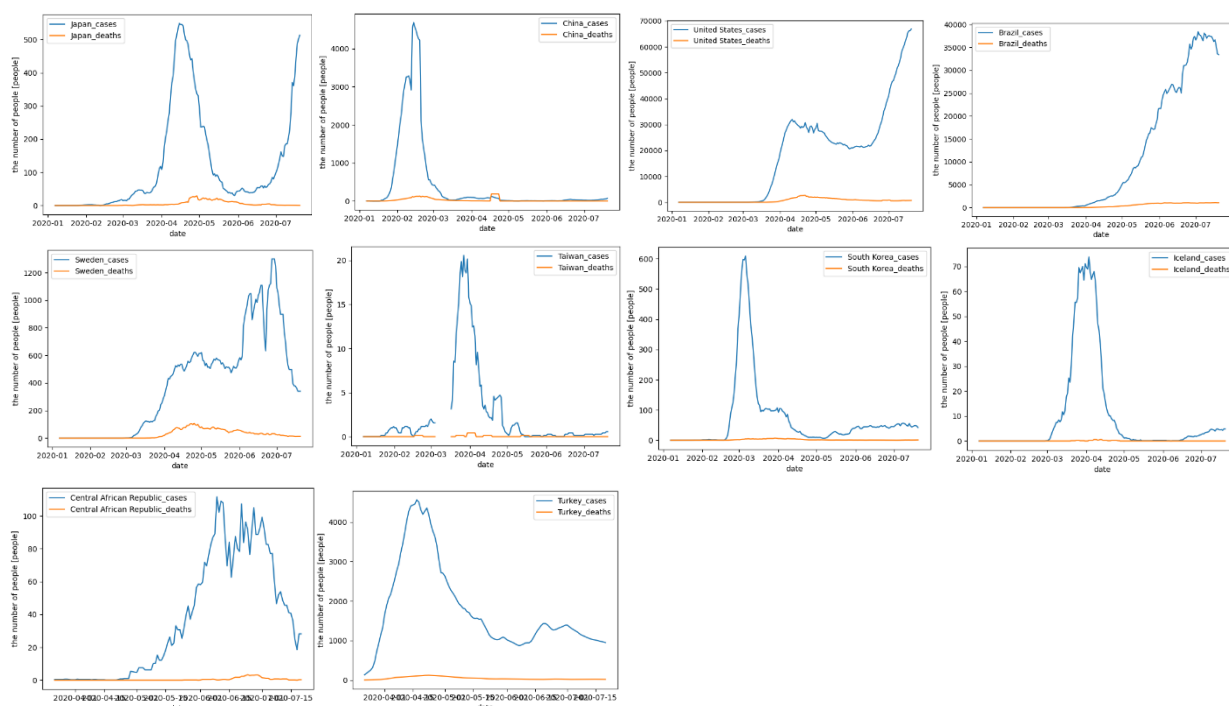 Japan_cases
Japan_deaths
the number of people [people]
500
400
300
200
100
0
2020-01 2020-02 2020-03 2020-04 2020-05 2020-06 2020-07
date
China_cases
China_deaths
the number of people [people]
4000
3000
2000
1000
0
2020-01 2020-02 2020-03 2020-04 2020-05 2020-06 2020-07
date
United States_cases
United States_deaths
the number of people [people]
70000
60000
50000
40000
30000
20000
10000
0
2020-01 2020-02 2020-03 2020-04 2020-05 2020-06 2020-07
date
Brazil_cases
Brazil_deaths
the number of people [people]
40000
35000
30000
25000
20000
15000
10000
5000
0
2020-01 2020-02 2020-03 2020-04 2020-05 2020-06 2020-07
date
Sweden_cases
Sweden_deaths
the number of people [people]
1200
1000
800
600
400
200
0
2020-01 2020-02 2020-03 2020-04 2020-05 2020-06 2020-07
date
Taiwan_cases
Taiwan_deaths
the number of people [people]
20
15
10
5
0
2020-01 2020-02 2020-03 2020-04 2020-05 2020-06 2020-07
date
South Korea_cases
South Korea_deaths
the number of people [people]
600
500
400
300
200
100
0
2020-01 2020-02 2020-03 2020-04 2020-05 2020-06 2020-07
date
Iceland_cases
Iceland_deaths
the number of people [people]
70
60
50
40
30
20
10
0
2020-01 2020-02 2020-03 2020-04 2020-05 2020-06 2020-07
date
Central African Republic_cases
Central African Republic_deaths
the number of people [people]
100
80
60
40
20
0
Turkey_cases
Turkey_deaths
the number of people [people]
4000
3000
2000
1000
0